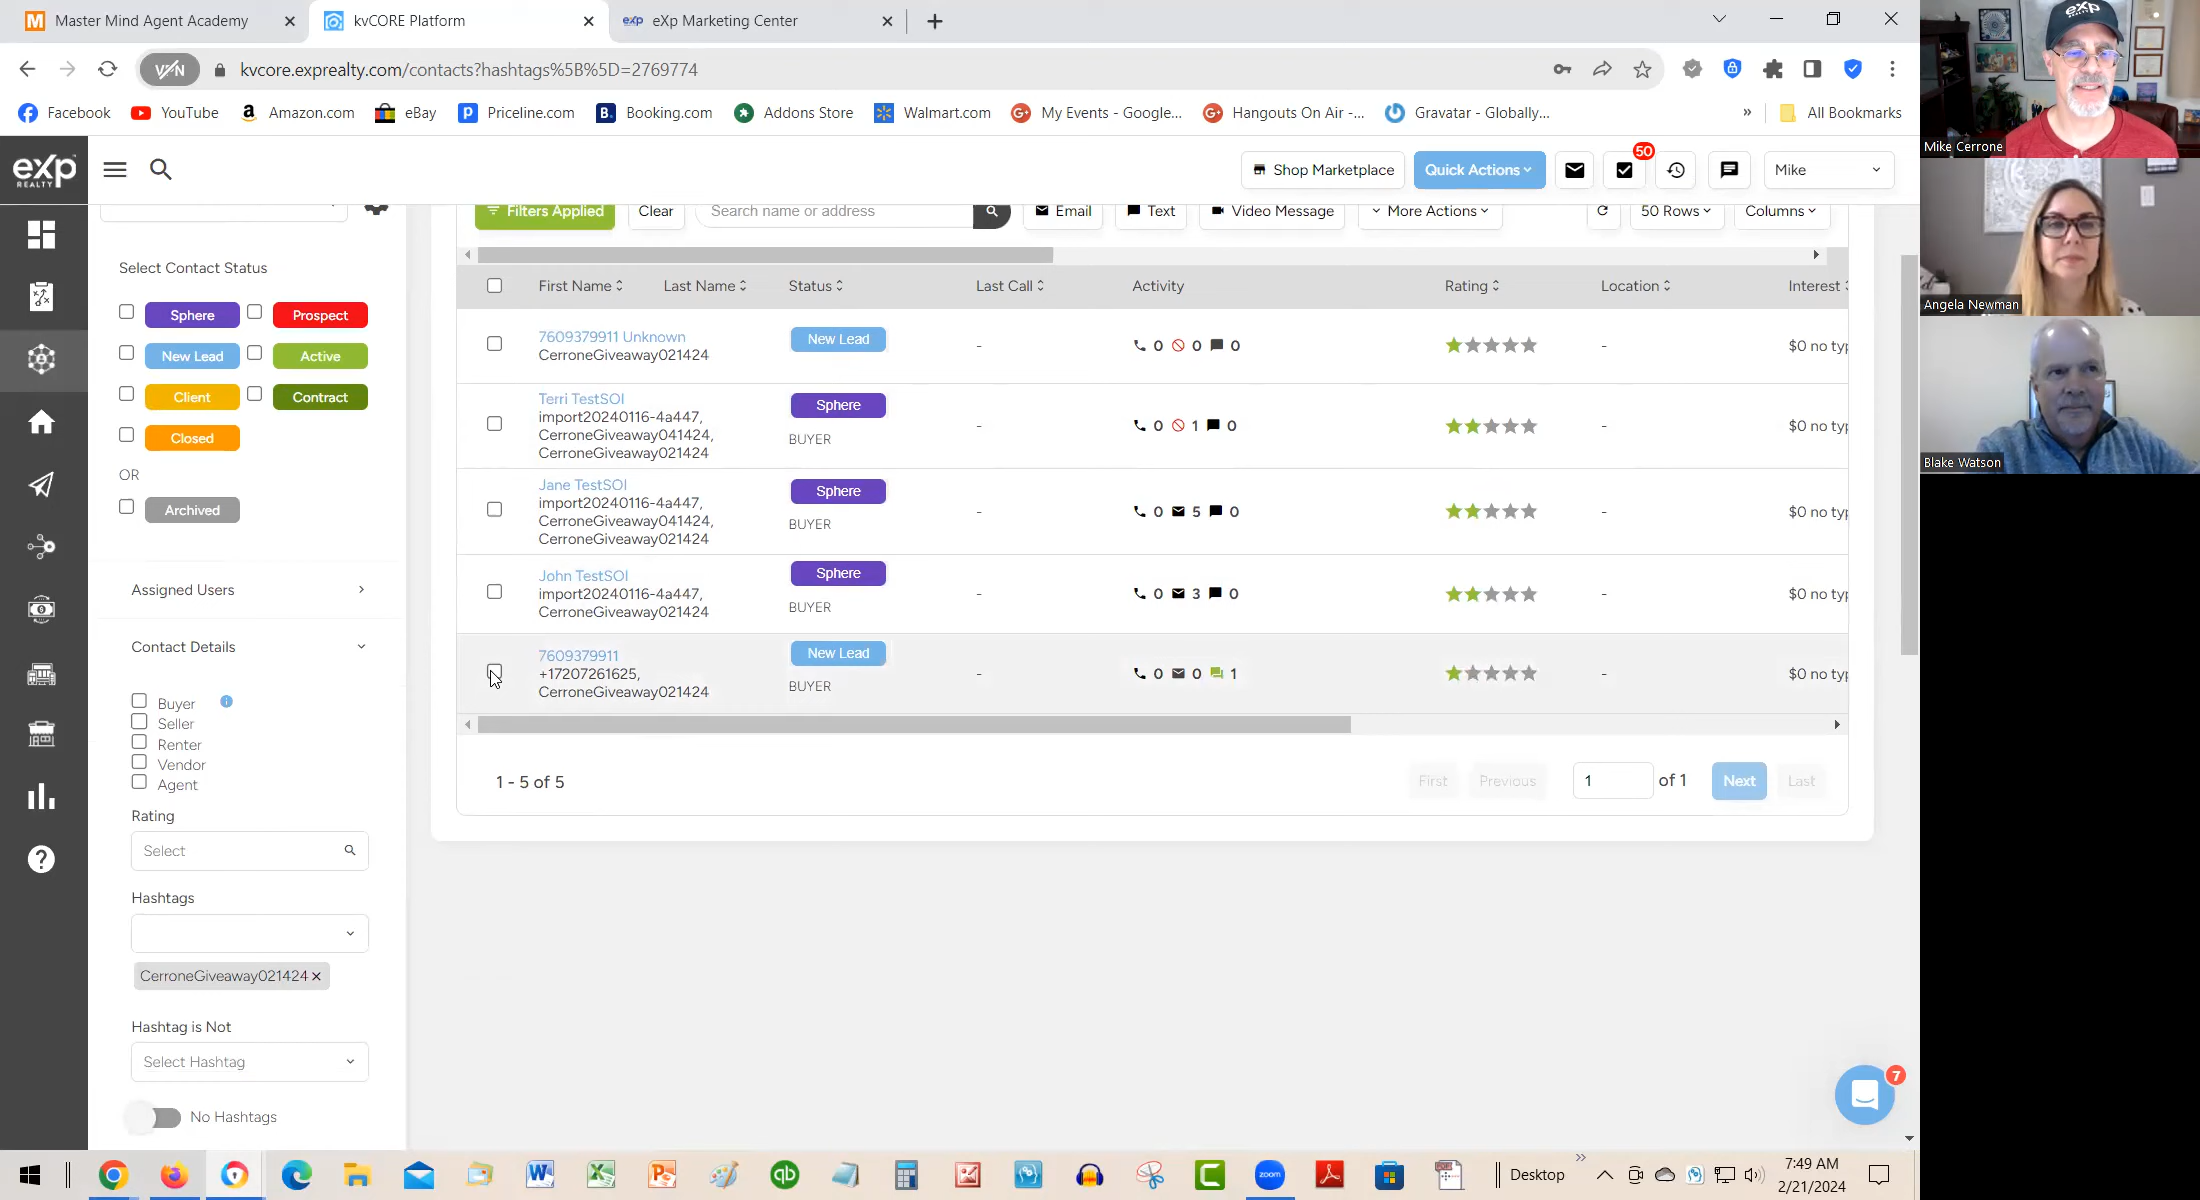 Master Mind Agent Academy
kvCORE Platform
eXp Marketing Center
VPN
kvcore.exprealty.com/contacts?hashtags%5B%5D=2769774
Facebook
YouTube
Amazon.com
eBay
Priceline.com
Booking.com
Addons Store
Walmart.com
My Events - Google...
Hangouts On Air -...
Gravatar - Globally...
»
All Bookmarks
eXp
REALTY
Shop Marketplace
Quick Actions
50
Mike
Filters Applied
Clear
Search name or address
Email
Text
Video Message
More Actions
50 Rows
Columns
Select Contact Status
Sphere
Prospect
New Lead
Active
Client
Contract
Closed
OR
Archived
Assigned Users
Contact Details
Buyer
Seller
Renter
Vendor
Agent
Rating
Select
Hashtags
CerroneGiveaway021424 ×
Hashtag is Not
Select Hashtag
No Hashtags
First Name Last Name Status Last Call Activity Rating Location Interest
7609379911 Unknown
CerroneGiveaway021424
New Lead
- 0 0 0 - $0 no typ
Terri TestSOI
import20240116-4a447,
CerroneGiveaway041424,
CerroneGiveaway021424
Sphere
BUYER
- 0 1 0 - $0 no typ
Jane TestSOI
import20240116-4a447,
CerroneGiveaway041424,
CerroneGiveaway021424
Sphere
BUYER
- 0 5 0 - $0 no typ
John TestSOI
import20240116-4a447,
CerroneGiveaway021424
Sphere
BUYER
- 0 3 0 - $0 no typ
7609379911
+17207261625,
CerroneGiveaway021424
New Lead
BUYER
- 0 0 1 - $0 no typ
1 - 5 of 5
First
Previous
1
of 1
Next
Last
7
Mike Cerrone
Angela Newman
Blake Watson
eXp
REALTY
zoom
Desktop
»
7:49 AM
2/21/2024